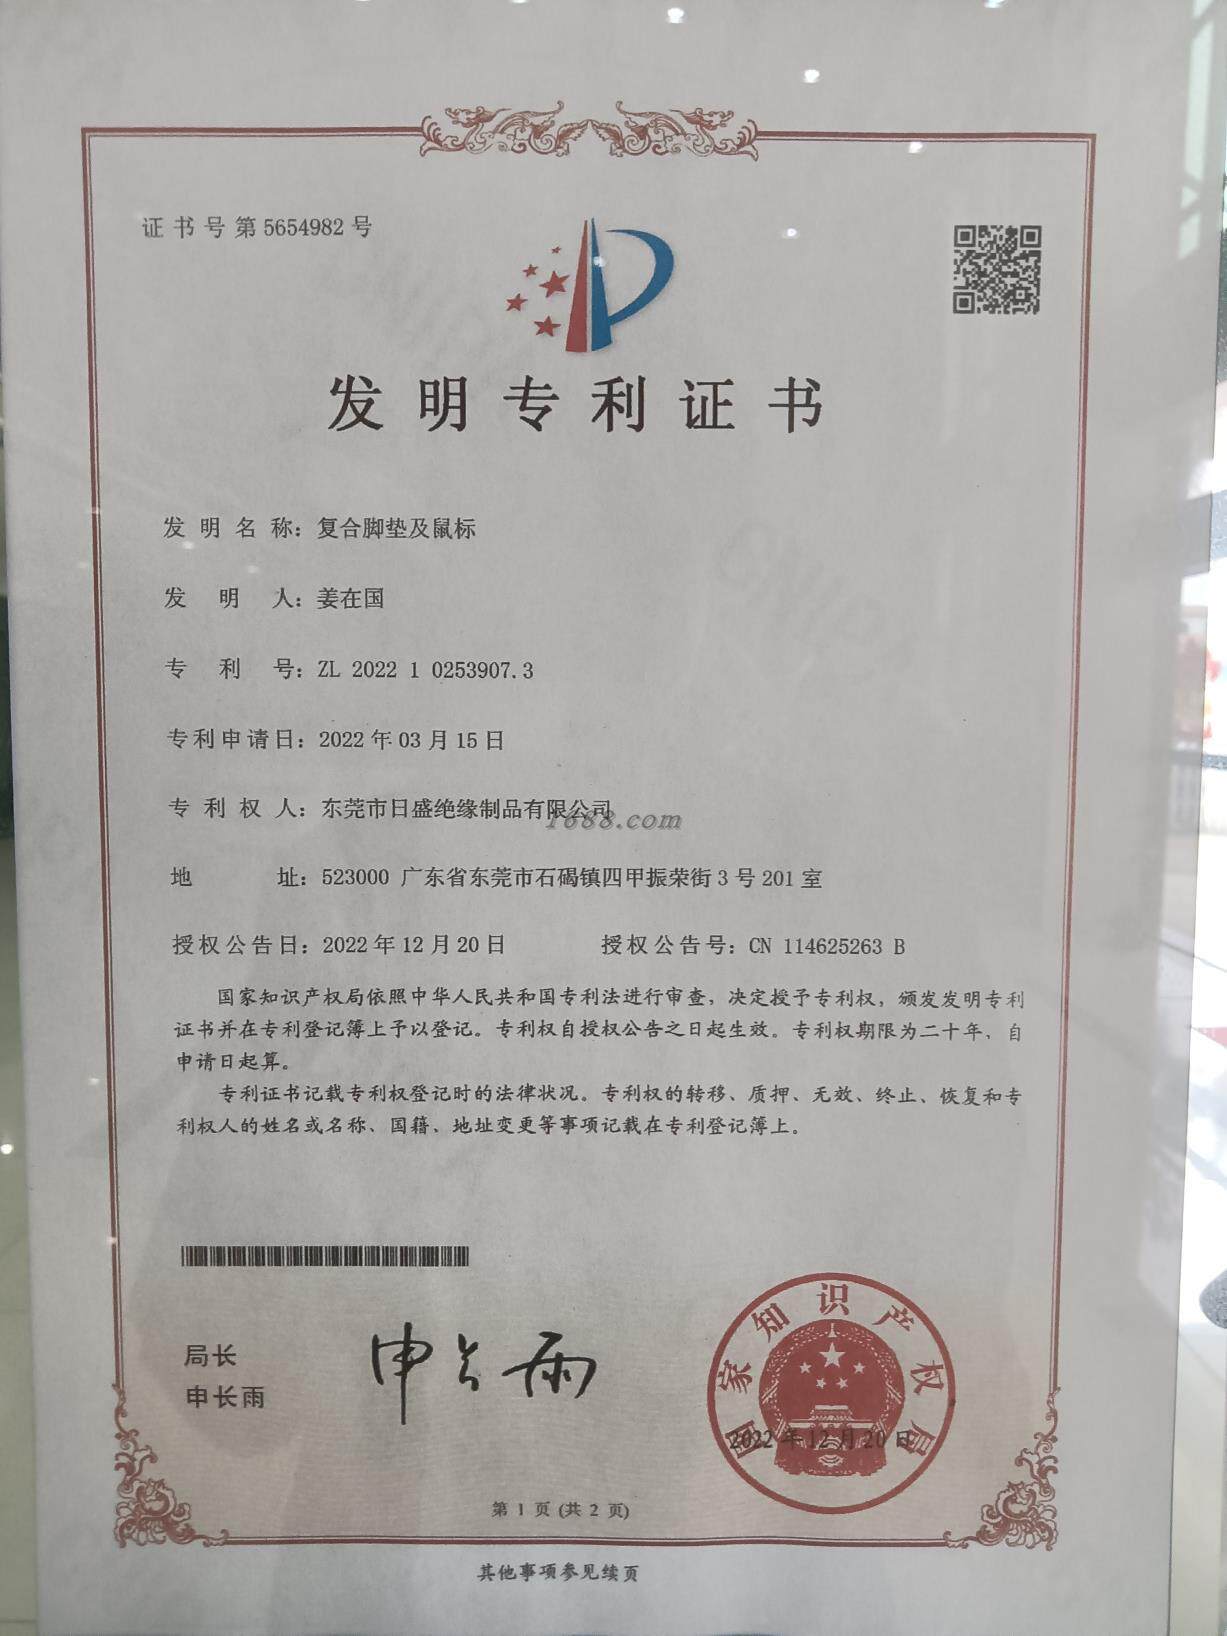 证书号第5654982号
发明专利证书
发明名称：复合脚垫及鼠标
发明人：姜在国
专利号：ZL 2022 1 0253907.3
专利申请日：2022年03月15日
专利权人：东莞市日盛绝缘制品有限公司
1688.com
地址：523000 广东省东莞市石碣镇四甲振荣街3号201室
授权公告日：2022年12月20日 授权公告号：CN 114625263 B
国家知识产权局依照中华人民共和国专利法进行审查，决定授予专利权，颁发发明专利
证书并在专利登记簿上予以登记。专利权自授权公告之日起生效。专利权期限为二十年，自
申请日起算。
专利证书记载专利权登记时的法律状况。专利权的转移、质押、无效、终止、恢复和专
利权人的姓名或名称、国籍、地址变更等事项记载在专利登记簿上。
局长
申长雨
申长雨
国家知识产权局
2022年12月20日
第 1 页 (共 2 页)
其他事项参见续页